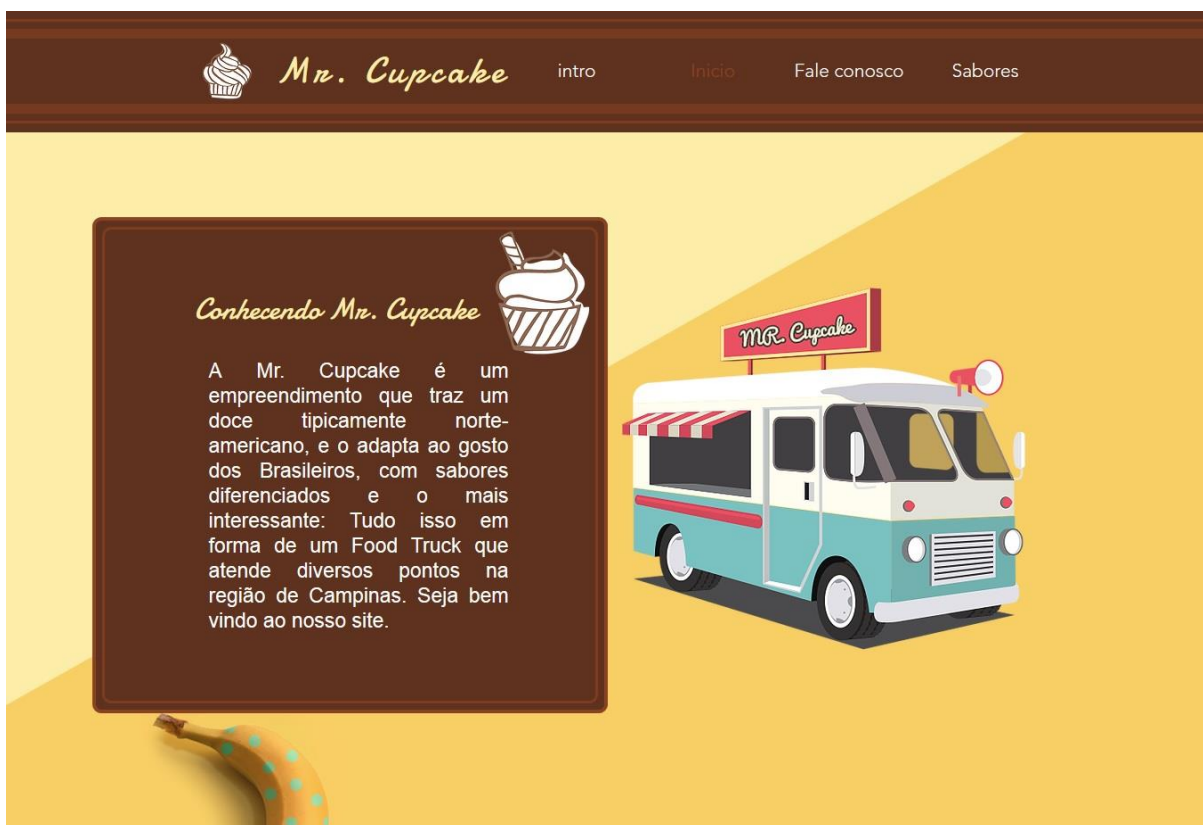 Mr. Cupcake
intro
Inicio
Fale conosco
Sabores
Conhecendo Mr. Cupcake
A Mr. Cupcake é um
empreendimento que traz um
doce tipicamente norte-
americano, e o adapta ao gosto
dos Brasileiros, com sabores
diferenciados e o mais
interessante: Tudo isso em
forma de um Food Truck que
atende diversos pontos na
região de Campinas. Seja bem
vindo ao nosso site.
MR. Cupcake